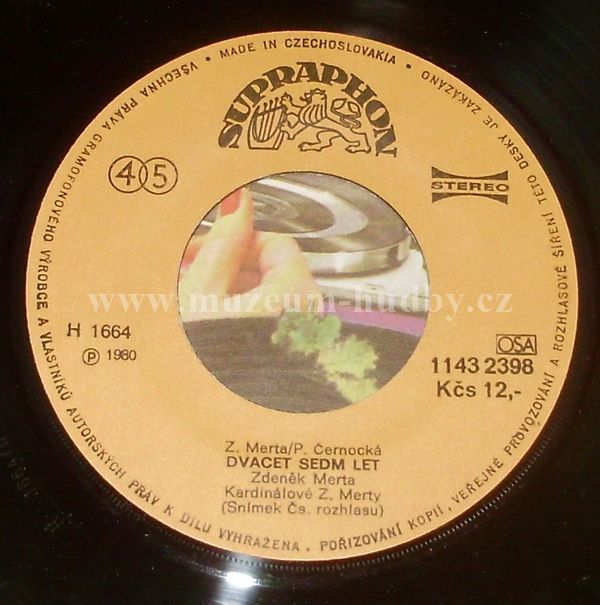 VŠECHNA PRÁVA GRAMOFONOVÉHO VÝROBCE A VLASTNÍKŮ AUTORSKÝCH PRÁV K DÍLU VYHRAŽENA. POŘIZOVÁNÍ KOPIÍ, VEŘEJNÉ PROVOZOVÁNÍ A ROZHLASOVÉ ŠÍŘENÍ TÉTO DESKY JE ZAKÁZÁNO
• MADE IN CZECHOSLOVAKIA •
SUPRAPHON
45
STEREO
www.muzeum-hudby.cz
H 1664
Ⓟ 1980
OSA
1143 2398
Kčs 12,-
Z. Merta/P. Černocká
DVACET SEDM LET
Zdeněk Merta
Kardinálové Z. Merty
(Snímek Čs. rozhlasu)